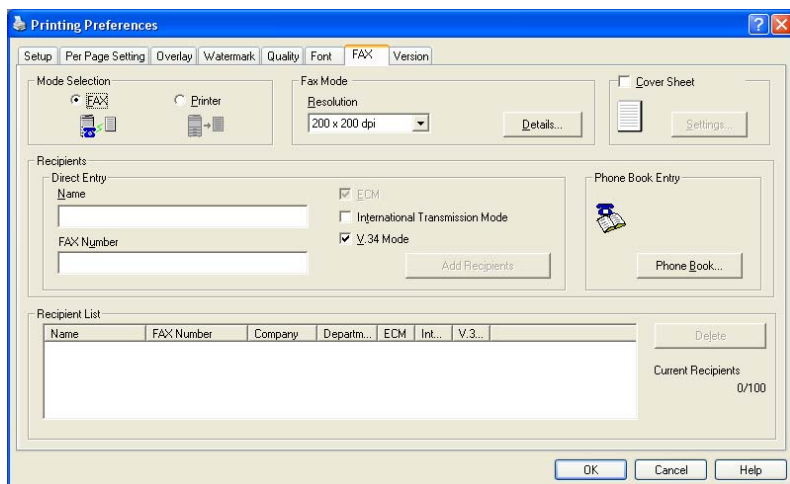 Printing Preferences
Setup Per Page Setting Overlay Watermark Quality Font FAX Version
Mode Selection
FAX Printer
Fax Mode
Resolution
200 x 200 dpi Details...
Cover Sheet
Settings...
Recipients
Direct Entry
Name
FAX Number
ECM
International Transmission Mode
V.34 Mode
Add Recipients
Phone Book Entry
Phone Book...
Recipient List
Name FAX Number Company Departm... ECM Int... V.3...
Delete
Current Recipients
0/100
OK Cancel Help